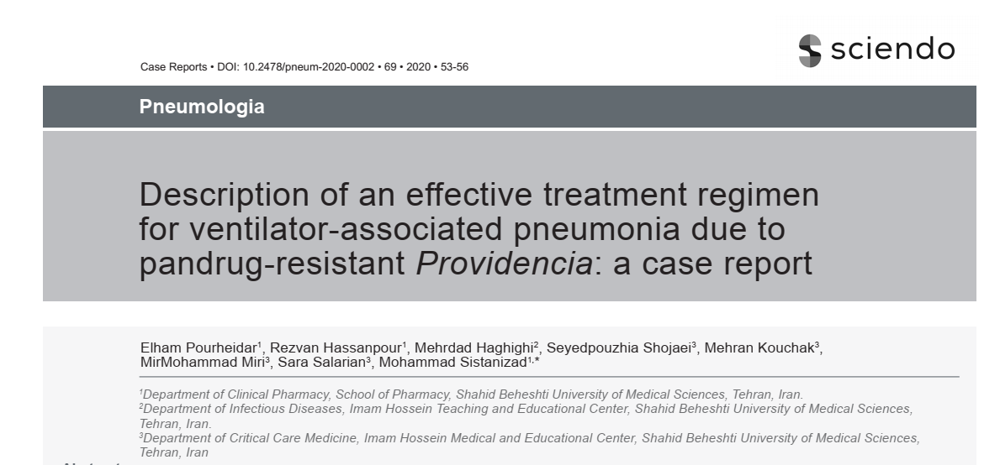 sciendo
Case Reports • DOI: 10.2478/pneum-2020-0002 • 69 • 2020 • 53-56
Pneumologia
Description of an effective treatment regimen
for ventilator-associated pneumonia due to
pandrug-resistant Providencia: a case report
Elham Pourheidar¹, Rezvan Hassanpour¹, Mehrdad Haghighi², Seyedpouzhia Shojaei³, Mehran Kouchak³,
MirMohammad Miri³, Sara Salarian³, Mohammad Sistanizad¹,*
¹Department of Clinical Pharmacy, School of Pharmacy, Shahid Beheshti University of Medical Sciences, Tehran, Iran.
²Department of Infectious Diseases, Imam Hossein Teaching and Educational Center, Shahid Beheshti University of Medical Sciences,
Tehran, Iran.
³Department of Critical Care Medicine, Imam Hossein Medical and Educational Center, Shahid Beheshti University of Medical Sciences,
Tehran, Iran